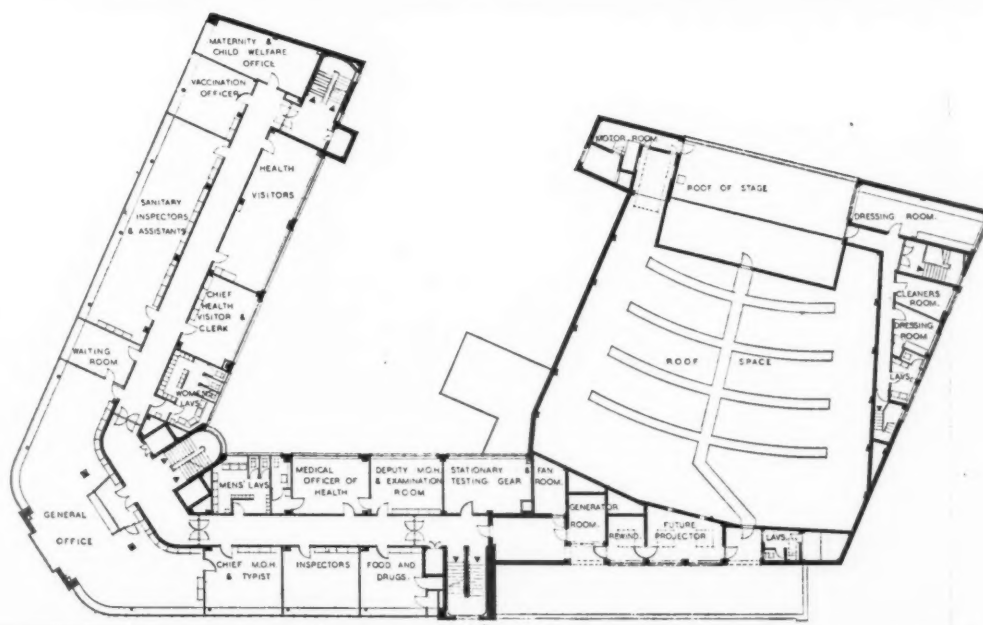 MATERNITY &
CHILD WELFARE
OFFICE
VACCINATION
OFFICER
HEALTH
VISITORS
SANITARY
INSPECTORS
& ASSISTANTS
CHIEF
HEALTH
VISITOR &
CLERK
WAITING
ROOM
WOMENS
LAVS.
GENERAL
OFFICE
MENS' LAVS.
MEDICAL
OFFICER OF
HEALTH
DEPUTY M.O.H.
& EXAMINATION
ROOM
STATIONARY &
TESTING GEAR
FAN
ROOM.
CHIEF M.O.H.
& TYPIST
INSPECTORS
FOOD AND
DRUGS.
GENERATOR
ROOM.
REWIND.
FUTURE
PROJECTOR
LAVS.
MOTOR ROOM
ROOF OF STAGE
DRESSING ROOM.
CLEANERS
ROOM.
DRESSING
ROOM.
LAVS.
ROOF SPACE